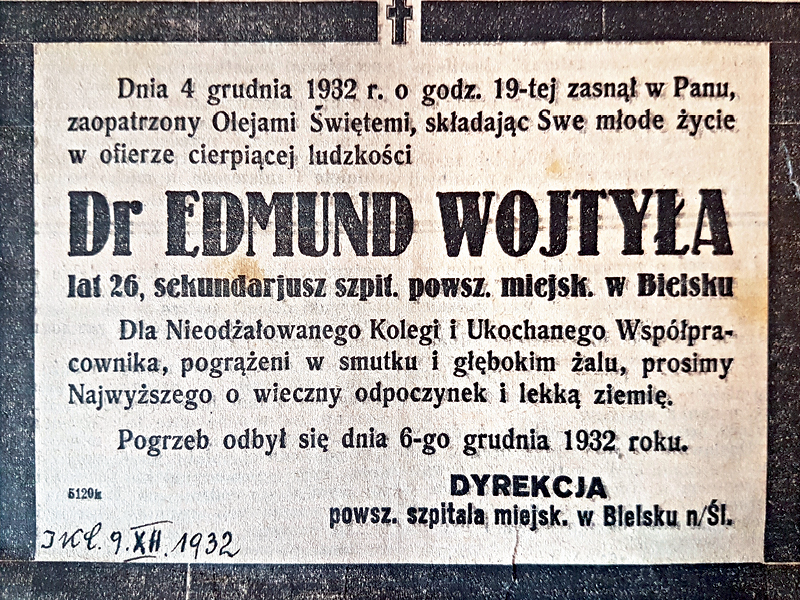 Dnia 4 grudnia 1932 r. o godz. 19-tej zasnął w Panu,
zaopatrzony Olejami Świętemi, składając Swe młode życie
w ofierze cierpiącej ludzkości
Dr EDMUND WOJTYŁA
lat 26, sekundarjusz szpit. powsz. miejsk. w Bielsku
Dla Nieodżałowanego Kolegi i Ukochanego Współpra-
cownika, pogrążeni w smutku i głębokim żalu, prosimy
Najwyższego o wieczny odpoczynek i lekką ziemię.
Pogrzeb odbył się dnia 6-go grudnia 1932 roku.
5120k
DYREKCJA
powsz. szpitala miejsk. w Bielsku n/Śl.
9.XII.1932